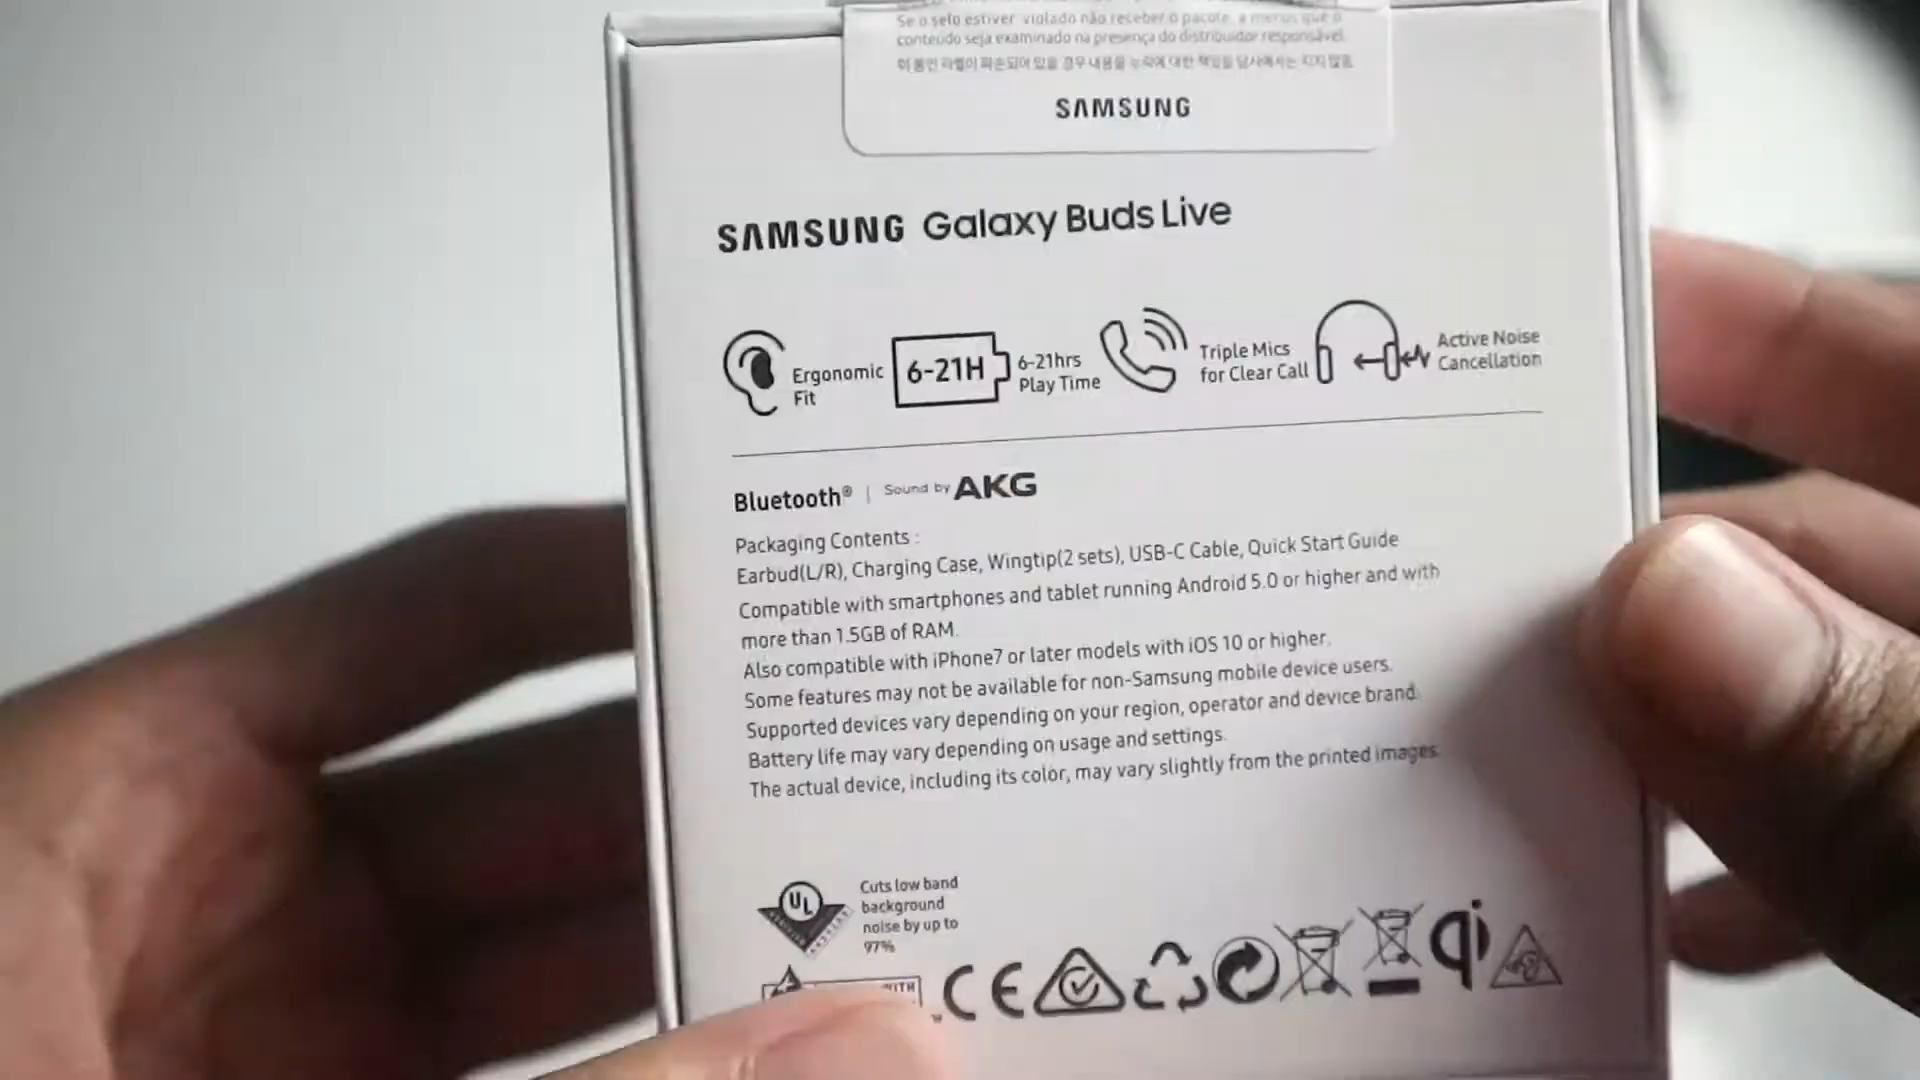 Se o selo estiver violado não receber o pacote, a menos que o
conteúdo seja examinado na presença do distribuidor responsável.
SAMSUNG
SAMSUNG Galaxy Buds Live
Ergonomic
Fit
6-21H
6-21hrs
Play Time
Triple Mics
for Clear Call
Active Noise
Cancellation
Bluetooth® | Sound by AKG
Packaging Contents :
Earbud(L/R), Charging Case, Wingtip(2 sets), USB-C Cable, Quick Start Guide
Compatible with smartphones and tablet running Android 5.0 or higher and with
more than 1.5GB of RAM.
Also compatible with iPhone7 or later models with iOS 10 or higher.
Some features may not be available for non-Samsung mobile device users.
Supported devices vary depending on your region, operator and device brand.
Battery life may vary depending on usage and settings.
The actual device, including its color, may vary slightly from the printed images.
UL
Cuts low band
background
noise by up to
97%
WITH
CE
qi